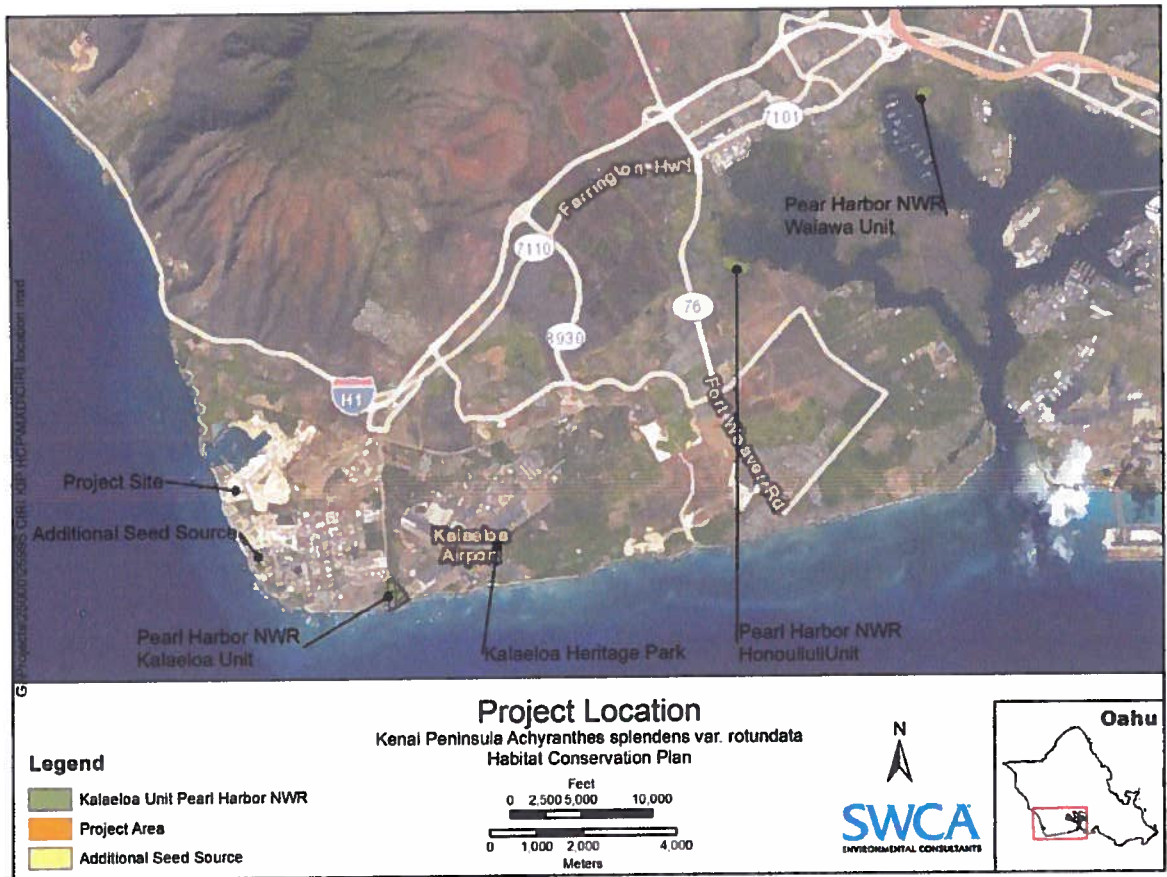 7101
Farrington Hwy
Pear Harbor NWR
Waiawa Unit
7110
76
8930
H1
Fort Weaver Rd
Project Site
Additional Seed Source
Kalaeloa
Airport
Pearl Harbor NWR
Kalaeloa Unit
Kalaeloa Heritage Park
Pearl Harbor NWR
HonoululiUnit
Project Location
Kenai Peninsula Achyranthes splendens var. rotundata
Habitat Conservation Plan
Legend
Kalaeloa Unit Pearl Harbor NWR
Project Area
Additional Seed Source
Feet
0 2,500 5,000 10,000
0 1,000 2,000 4,000
Meters
N
SWCA
ENVIRONMENTAL CONSULTANTS
Oahu